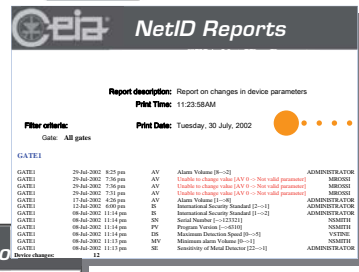 ceia NetID Reports
Report description: Report on changes in device parameters
Print Time: 11:23:58AM
Filter criteria: Print Date: Tuesday, 30 July, 2002
Gate: All gates
GATE1
GATE1 29-Jul-2002 8:25 pm AV Alarm Volume [8-->2] ADMINISTRATOR
GATE1 29-Jul-2002 7:36 pm AV Unable to change value [AV 0 -> Not valid parameter] MROSSI
GATE1 29-Jul-2002 7:36 pm AV Unable to change value [AV 0 -> Not valid parameter] MROSSI
GATE1 29-Jul-2002 7:31 pm AV Unable to change value [AV 0 -> Not valid parameter] MROSSI
GATE1 17-Jul-2002 4:26 pm AV Alarm Volume [1-->8] ADMINISTRATOR
GATE1 12-Jul-2002 6:00 pm IS International Security Standard [2-->1] ADMINISTRATOR
GATE1 08-Jul-2002 11:14 pm IS International Security Standard [1-->2] ADMINISTRATOR
GATE1 08-Jul-2002 11:14 pm SN Serial Number [-->12332] NSMITH
GATE1 08-Jul-2002 11:14 pm PV Program Version [-->6310] NSMITH
GATE1 08-Jul-2002 11:14 pm DS Maximum Detection Speed [0-->5] VSTINE
GATE1 08-Jul-2002 11:13 pm MV Minimum alarm Volume [0-->1] NSMITH
GATE1 08-Jul-2002 11:13 pm SE Sensitivity of Metal Detector [22-->1] ADMINISTRATOR
Device changes: 12